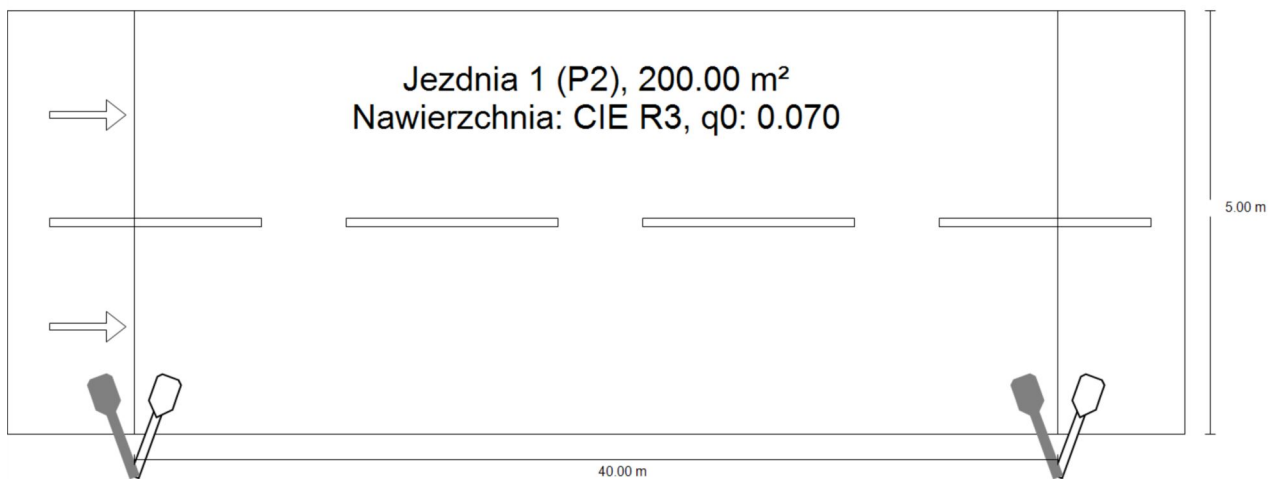 Jezdnia 1 (P2), 200.00 m²
Nawierzchnia: CIE R3, q0: 0.070
5.00 m
40.00 m